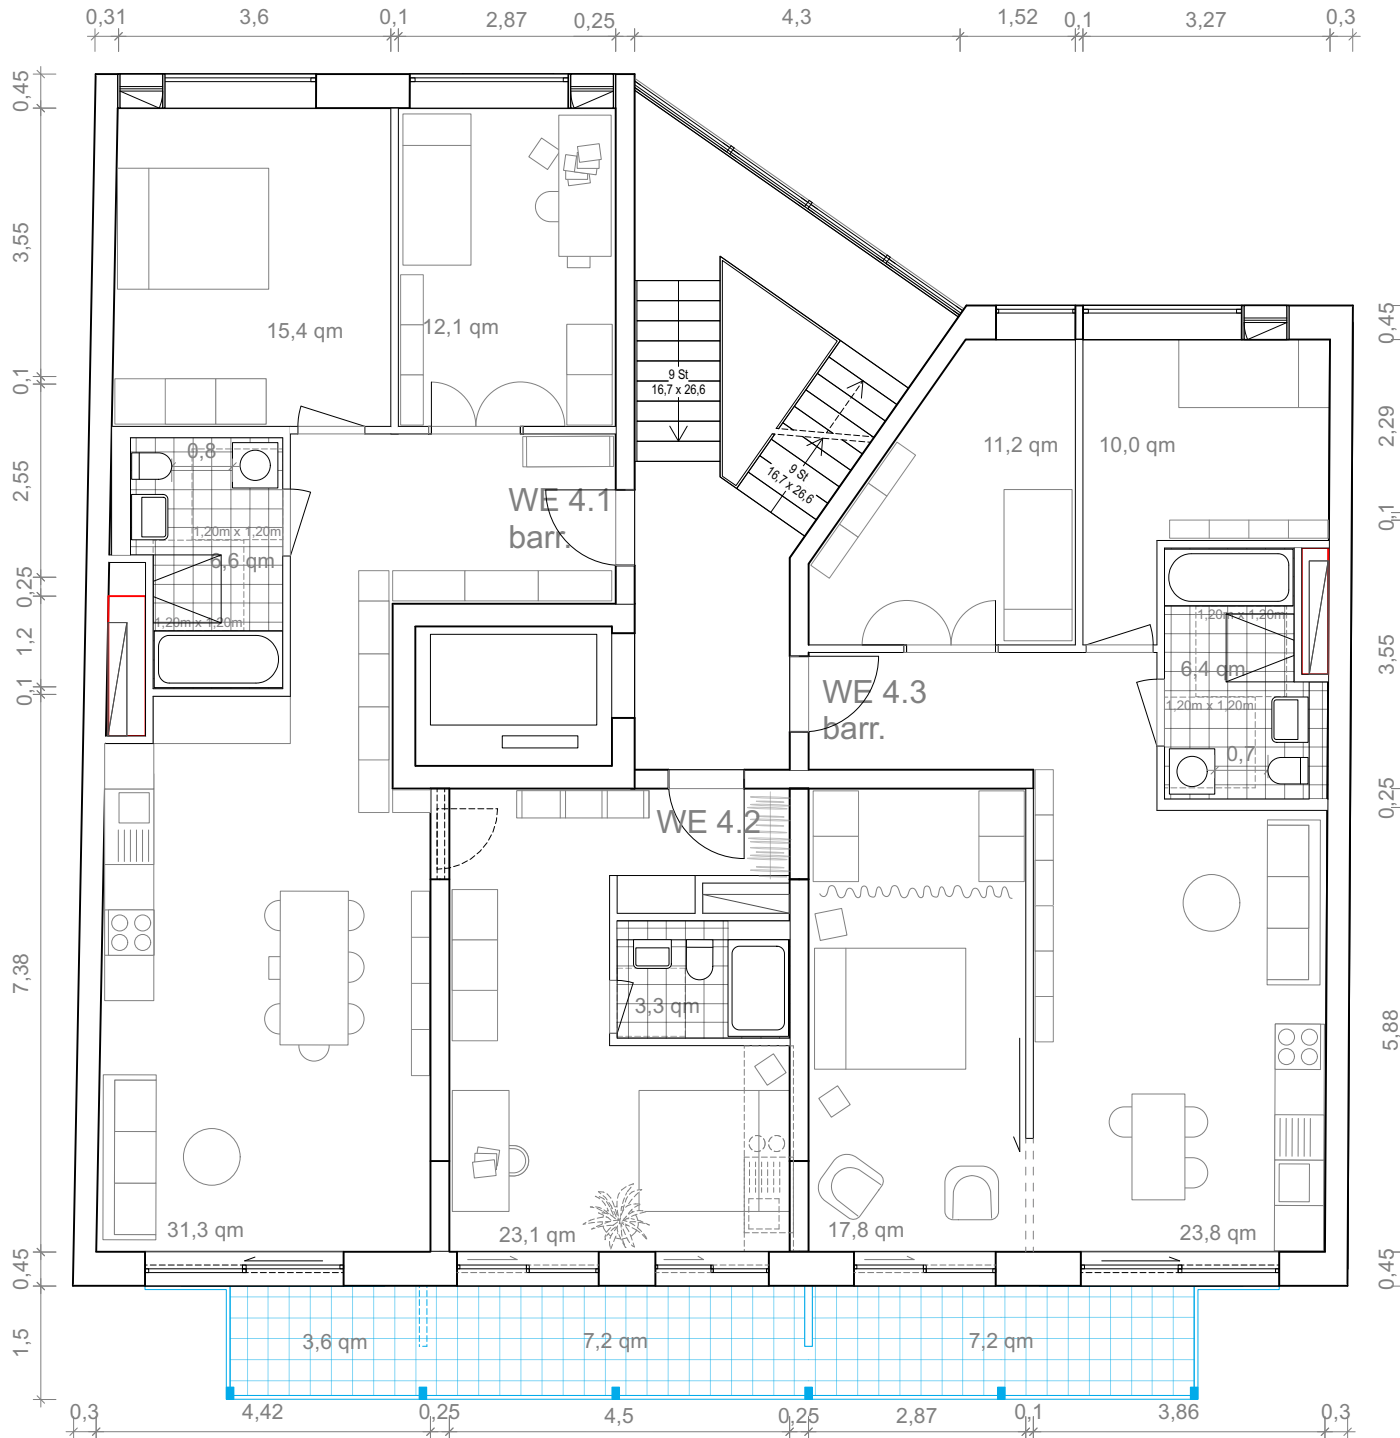 0,31 3,6 0,1 2,87 0,25 4,3 1,52 0,1 3,27 0,3
0,45
3,55
0,1
2,55
0,25
1,2
0,1
7,38
0,45
1,5
0,45
2,29
0,1
3,55
0,25
5,88
0,45
15,4 qm
12,1 qm
9 St
16,7 x 26,6
9 St
16,7 x 26,6
11,2 qm
10,0 qm
0,8
1,20m x 1,20m
6,6 qm
1,20m x 1,20m
WE 4.1
barr.
WE 4.3
barr.
1,20m x 1,20m
6,4 qm
1,20m x 1,20m
0,7
WE 4.2
3,3 qm
31,3 qm
23,1 qm
17,8 qm
23,8 qm
3,6 qm
7,2 qm
7,2 qm
0,3 4,42 0,25 4,5 0,25 2,87 0,1 3,86 0,3